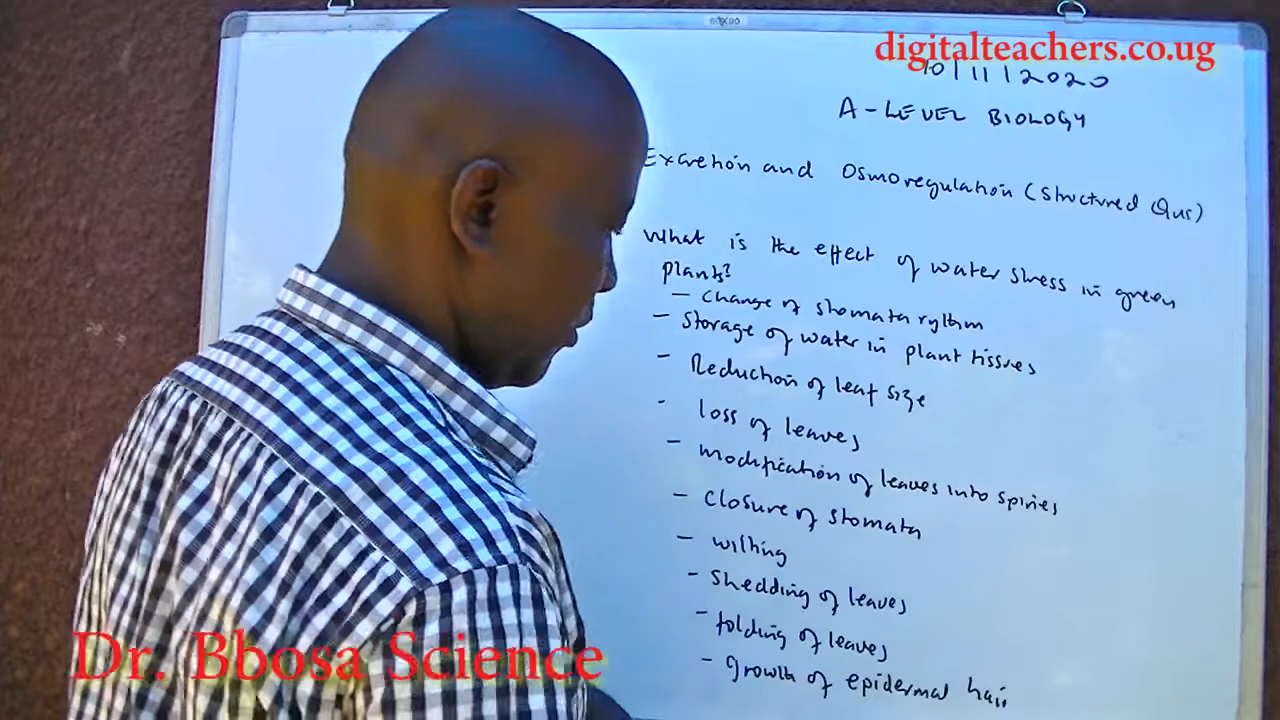 digitalteachers.co.ug
10/11/2020
A-LEVEL BIOLOGY
Excretion and Osmoregulation (Structured Qns)
What is the effect of water stress in green
plants?
- Change of stomata rythm
- Storage of water in plant tissues
- Reduction of leaf size
- loss of leaves
- modification of leaves into spines
- Closure of stomata
- wilting
- Shedding of leaves
- folding of leaves
- growth of epidermal hair
Dr. Bbosa Science